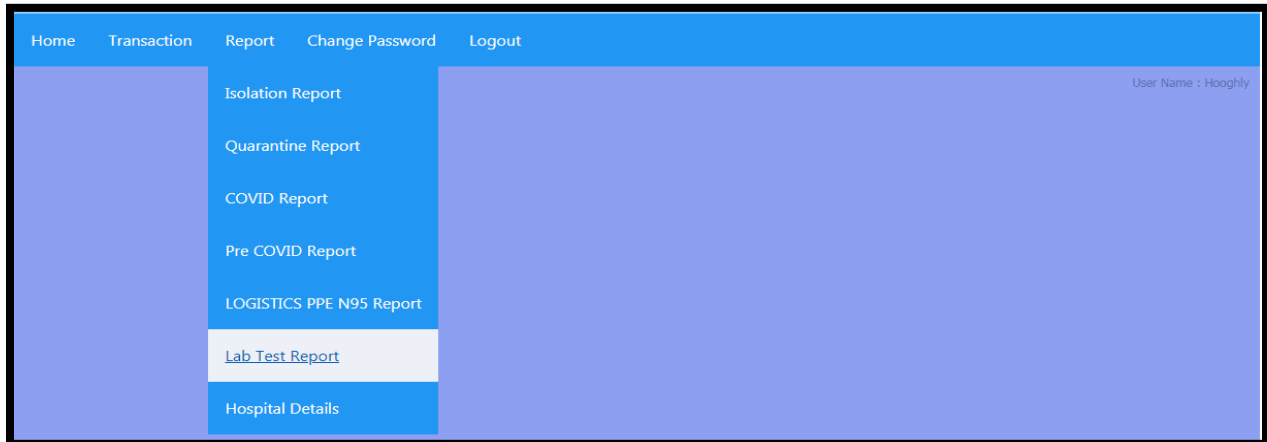 Home Transaction Report Change Password Logout
User Name : Hooghly
Isolation Report
Quarantine Report
COVID Report
Pre COVID Report
LOGISTICS PPE N95 Report
Lab Test Report
Hospital Details